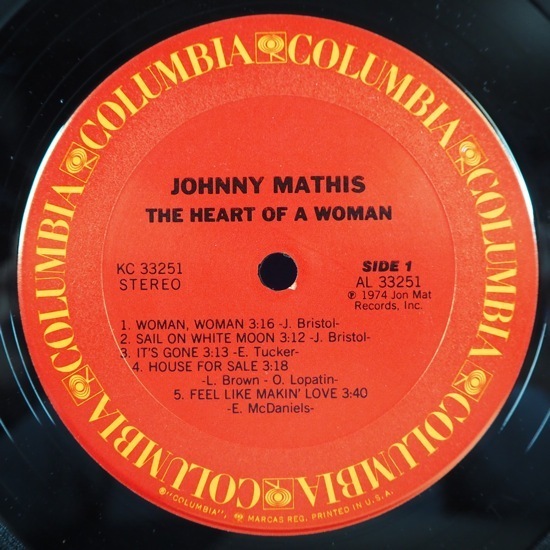 COLUMBIA COLUMBIA COLUMBIA COLUMBIA COLUMBIA COLUMBIA
JOHNNY MATHIS
THE HEART OF A WOMAN
KC 33251
STEREO
SIDE 1
AL 33251
℗ 1974 Jon Mat
Records, Inc.
1. WOMAN, WOMAN 3:16 -J. Bristol-
2. SAIL ON WHITE MOON 3:12 -J. Bristol-
3. IT'S GONE 3:13 -E. Tucker-
4. HOUSE FOR SALE 3:18
-L. Brown - O. Lopatin-
5. FEEL LIKE MAKIN' LOVE 3:40
-E. McDaniels-
®"COLUMBIA", MARCAS REG. PRINTED IN U.S.A.